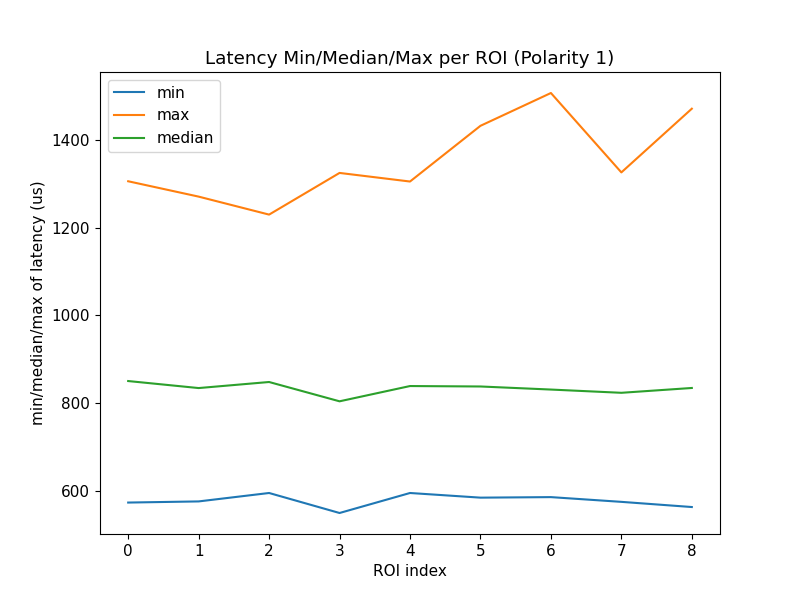 Latency Min/Median/Max per ROI (Polarity 1)
min
max
median
min/median/max of latency (us)
1400
1200
1000
800
600
0 1 2 3 4 5 6 7 8
ROI index